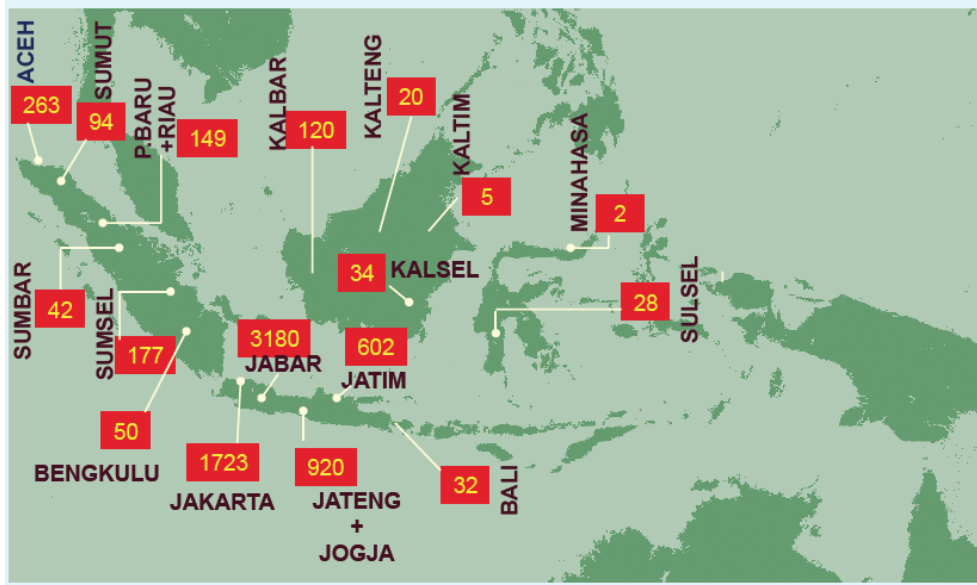 ACEH
263
SUMUT
94
P.BARU
+RIAU
149
KALBAR
120
KALTENG
20
KALTIM
5
MINAHASA
2
SUMBAR
42
SUMSEL
177
34
KALSEL
28
SULSEL
3180
JABAR
602
JATIM
50
BENGKULU
1723
JAKARTA
920
JATENG
+
JOGJA
32
BALI